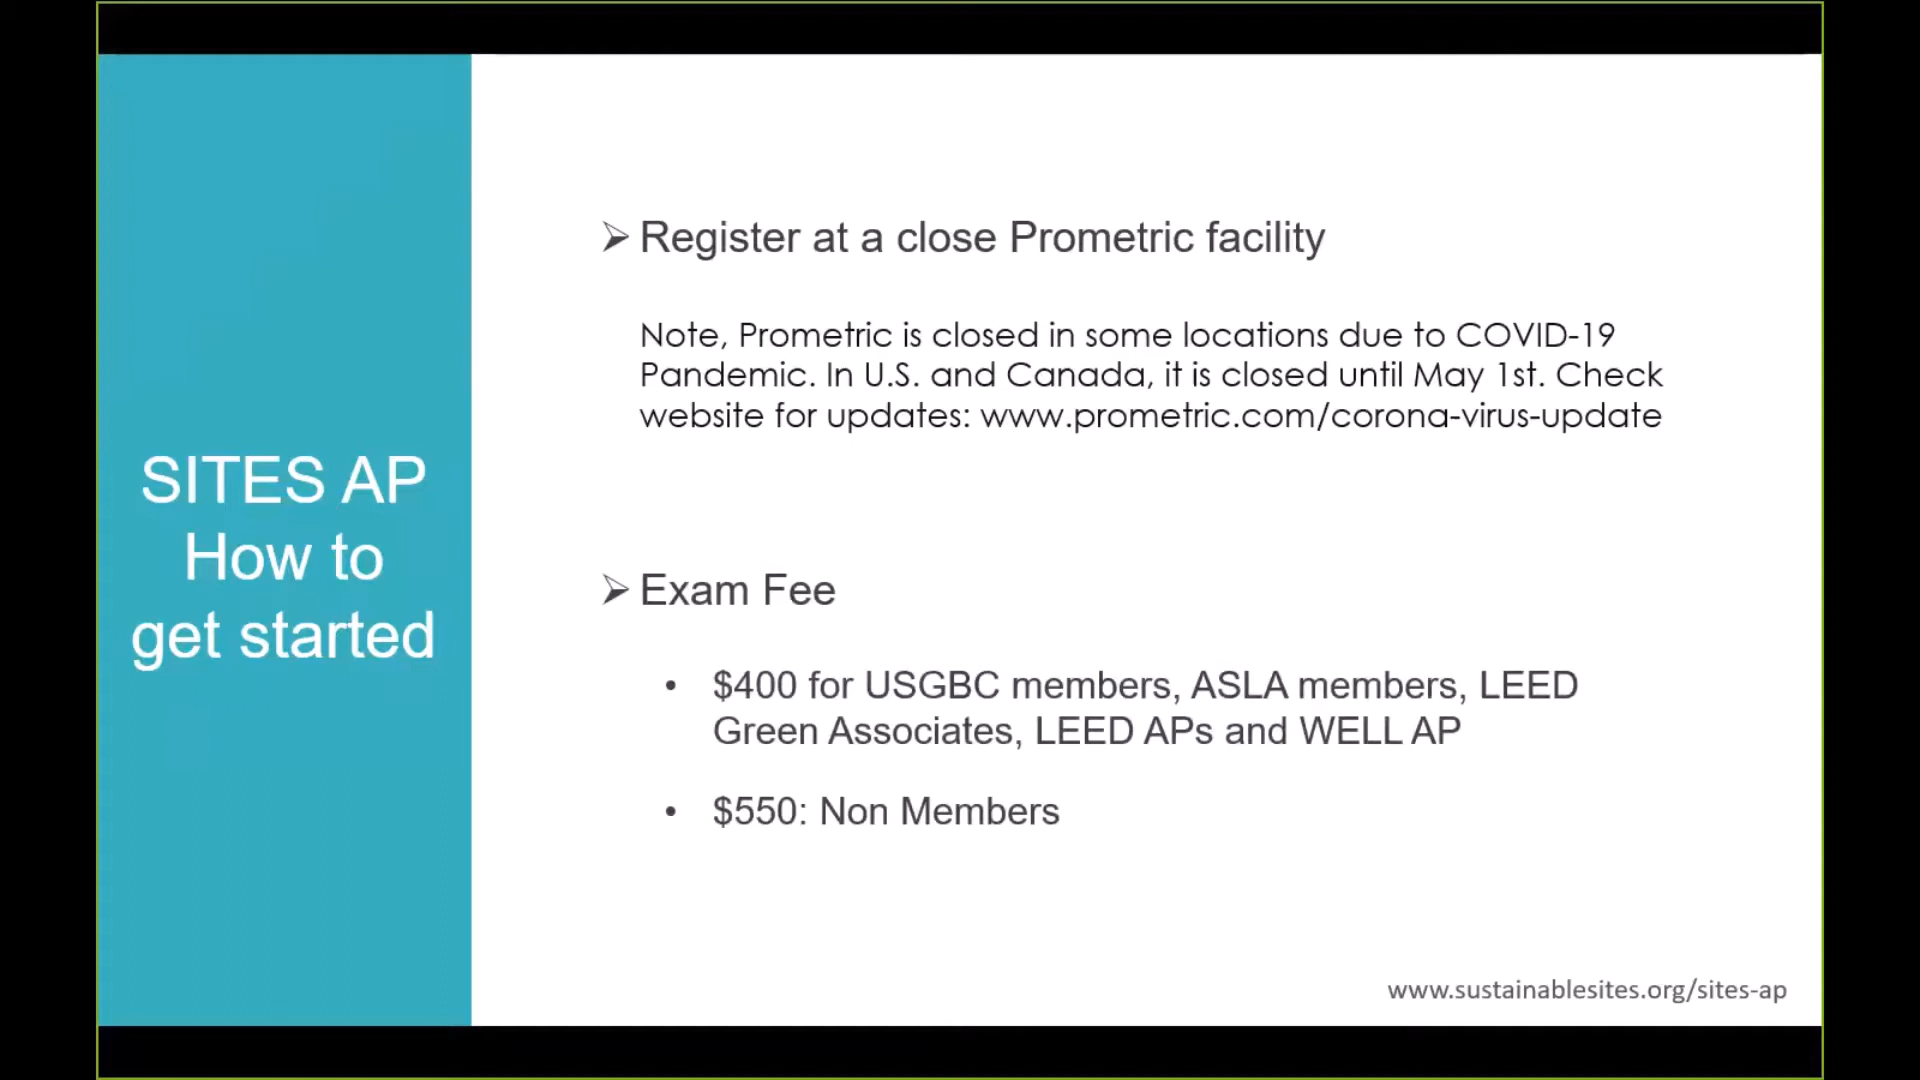 SITES AP
How to
get started
➢ Register at a close Prometric facility
Note, Prometric is closed in some locations due to COVID-19
Pandemic. In U.S. and Canada, it is closed until May 1st. Check
website for updates: www.prometric.com/corona-virus-update
➢ Exam Fee
• $400 for USGBC members, ASLA members, LEED
Green Associates, LEED APs and WELL AP
• $550: Non Members
www.sustainablesites.org/sites-ap